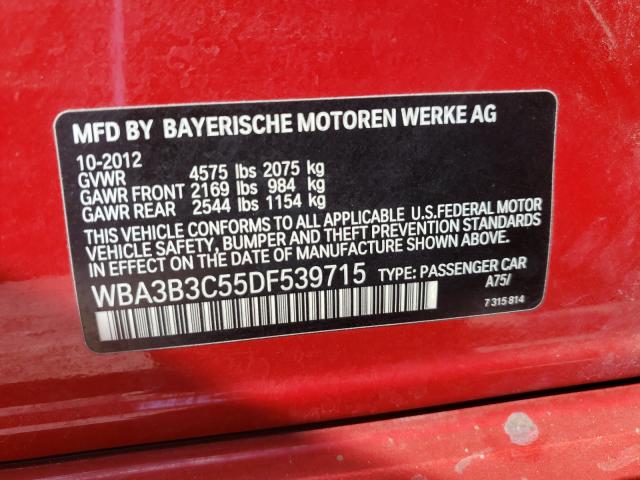 MFD BY BAYERISCHE MOTOREN WERKE AG
10-2012
GVWR 4575 lbs 2075 kg
GAWR FRONT 2169 lbs 984 kg
GAWR REAR 2544 lbs 1154 kg
THIS VEHICLE CONFORMS TO ALL APPLICABLE U.S.FEDERAL MOTOR
VEHICLE SAFETY, BUMPER AND THEFT PREVENTION STANDARDS
IN EFFECT ON THE DATE OF MANUFACTURE SHOWN ABOVE.
WBA3B3C55DF539715 TYPE: PASSENGER CAR
A75/
7 315 814